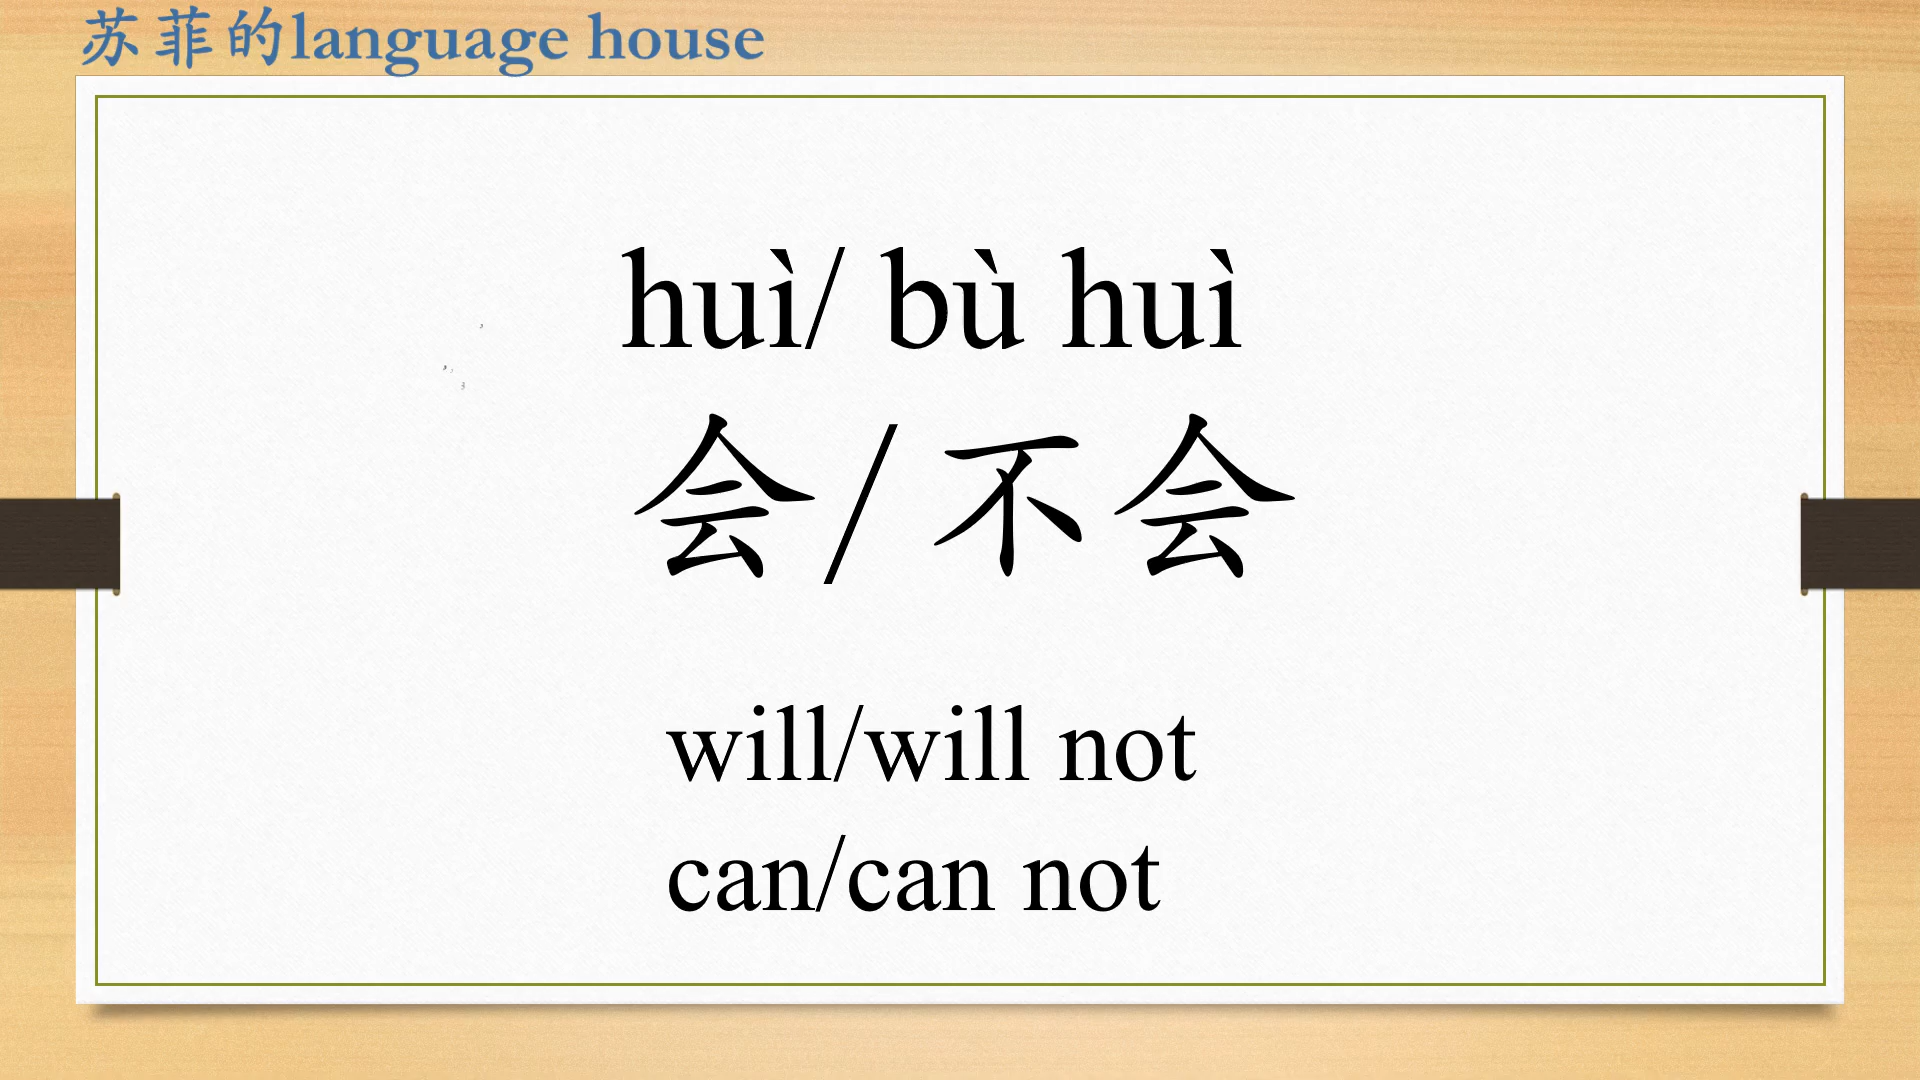 苏菲的language house
huì/ bù huì
会/不会
will/will not
can/can not